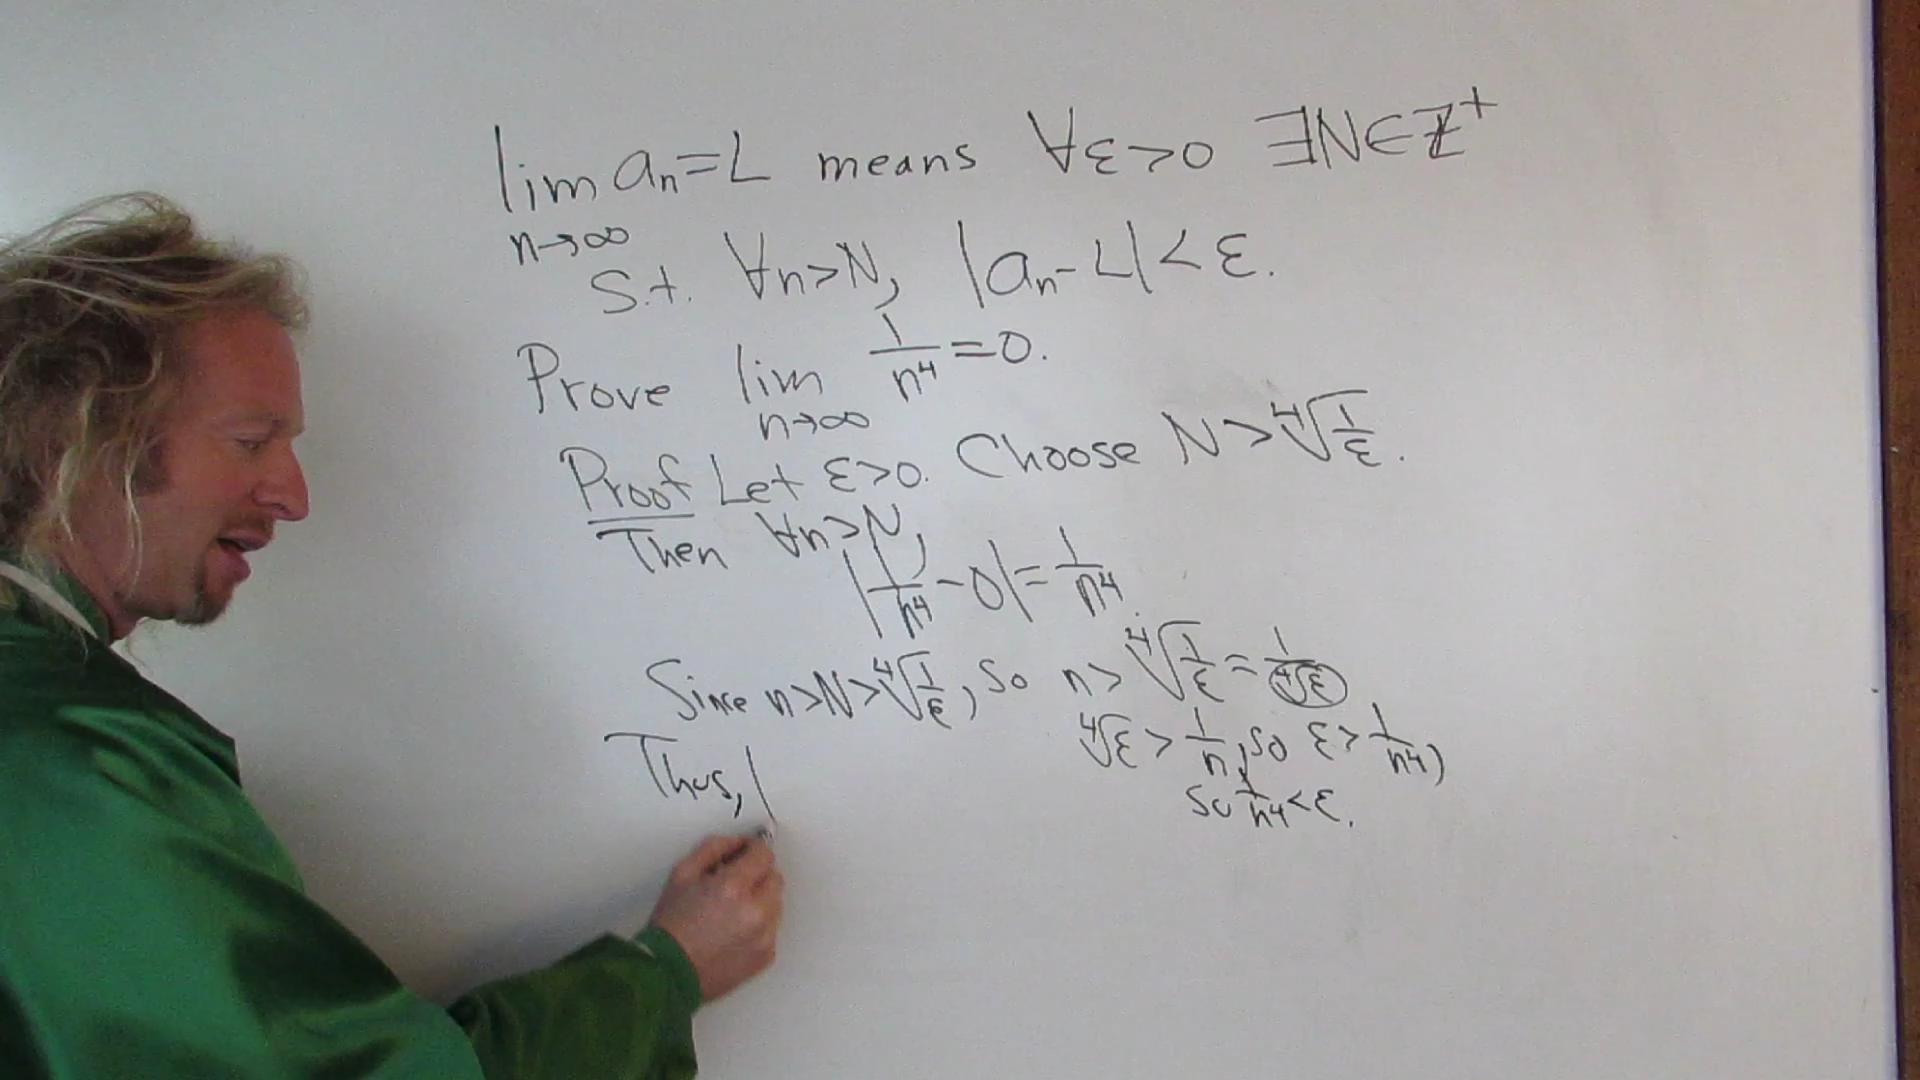 lim aₙ = L means ∀ε>0 ∃N∈ℤ⁺
n→∞
s.t. ∀n>N, |aₙ - L| < ε.
Prove lim 1/n⁴ = 0.
n→∞
Proof Let ε>0. Choose N > ⁴√(1/ε).
Then ∀n>N,
|1/n⁴ - 0| = 1/n⁴.
Since n>N>⁴√(1/ε), so n > ⁴√(1/ε) = 1/⁴√ε
⁴√ε > 1/n, so ε > 1/n⁴,
so 1/n⁴ < ε.
Thus, |